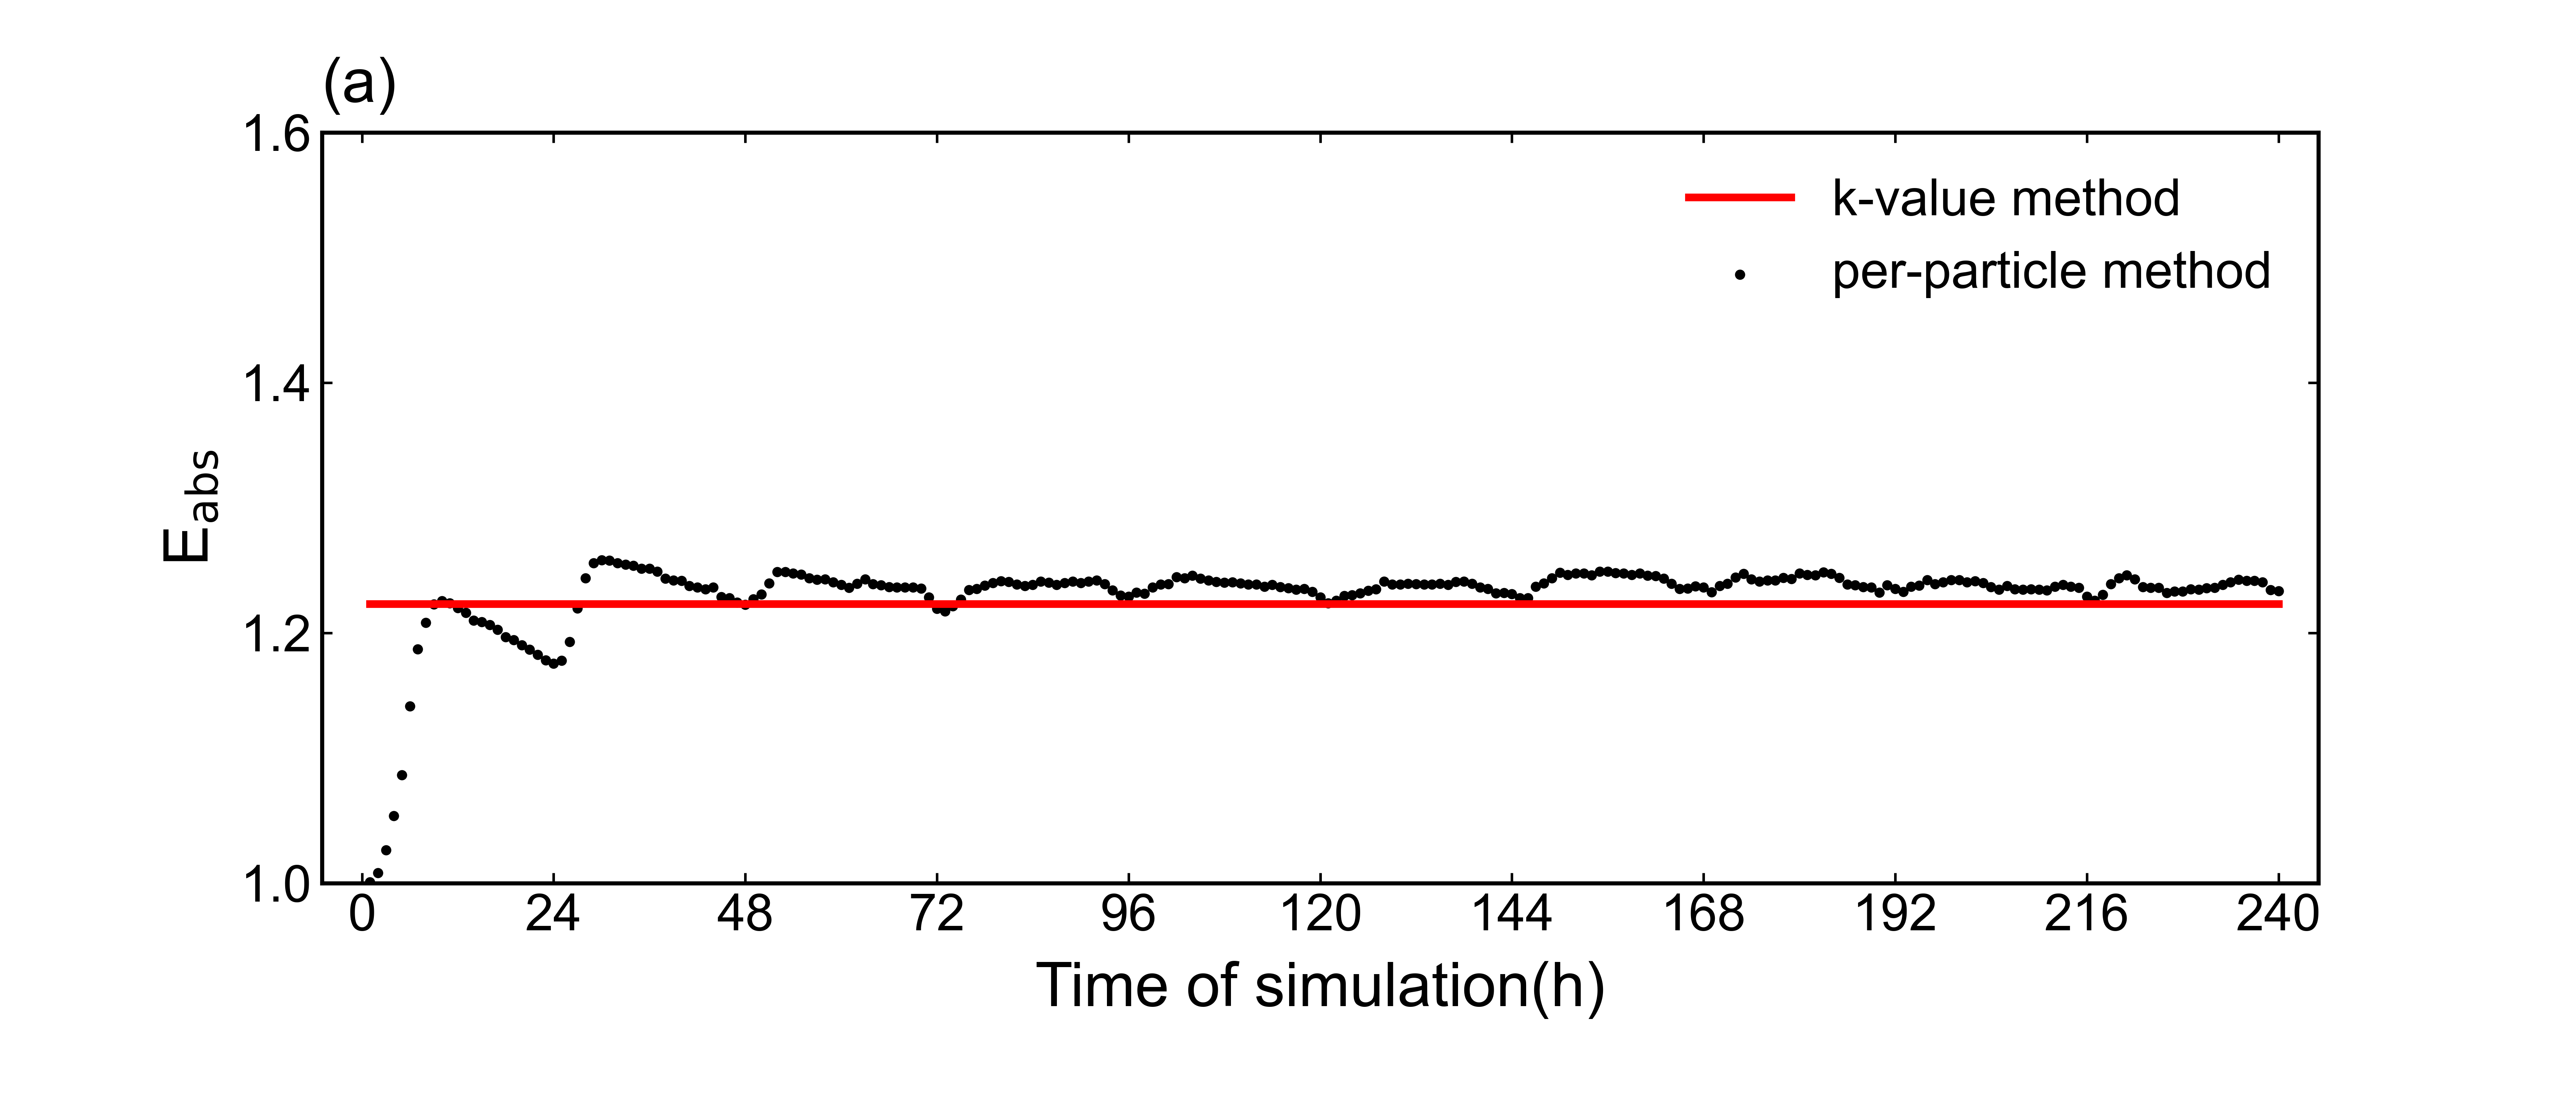 (a)
1.6
1.4
1.2
1.0
E_abs
k-value method
per-particle method
0 24 48 72 96 120 144 168 192 216 240
Time of simulation(h)